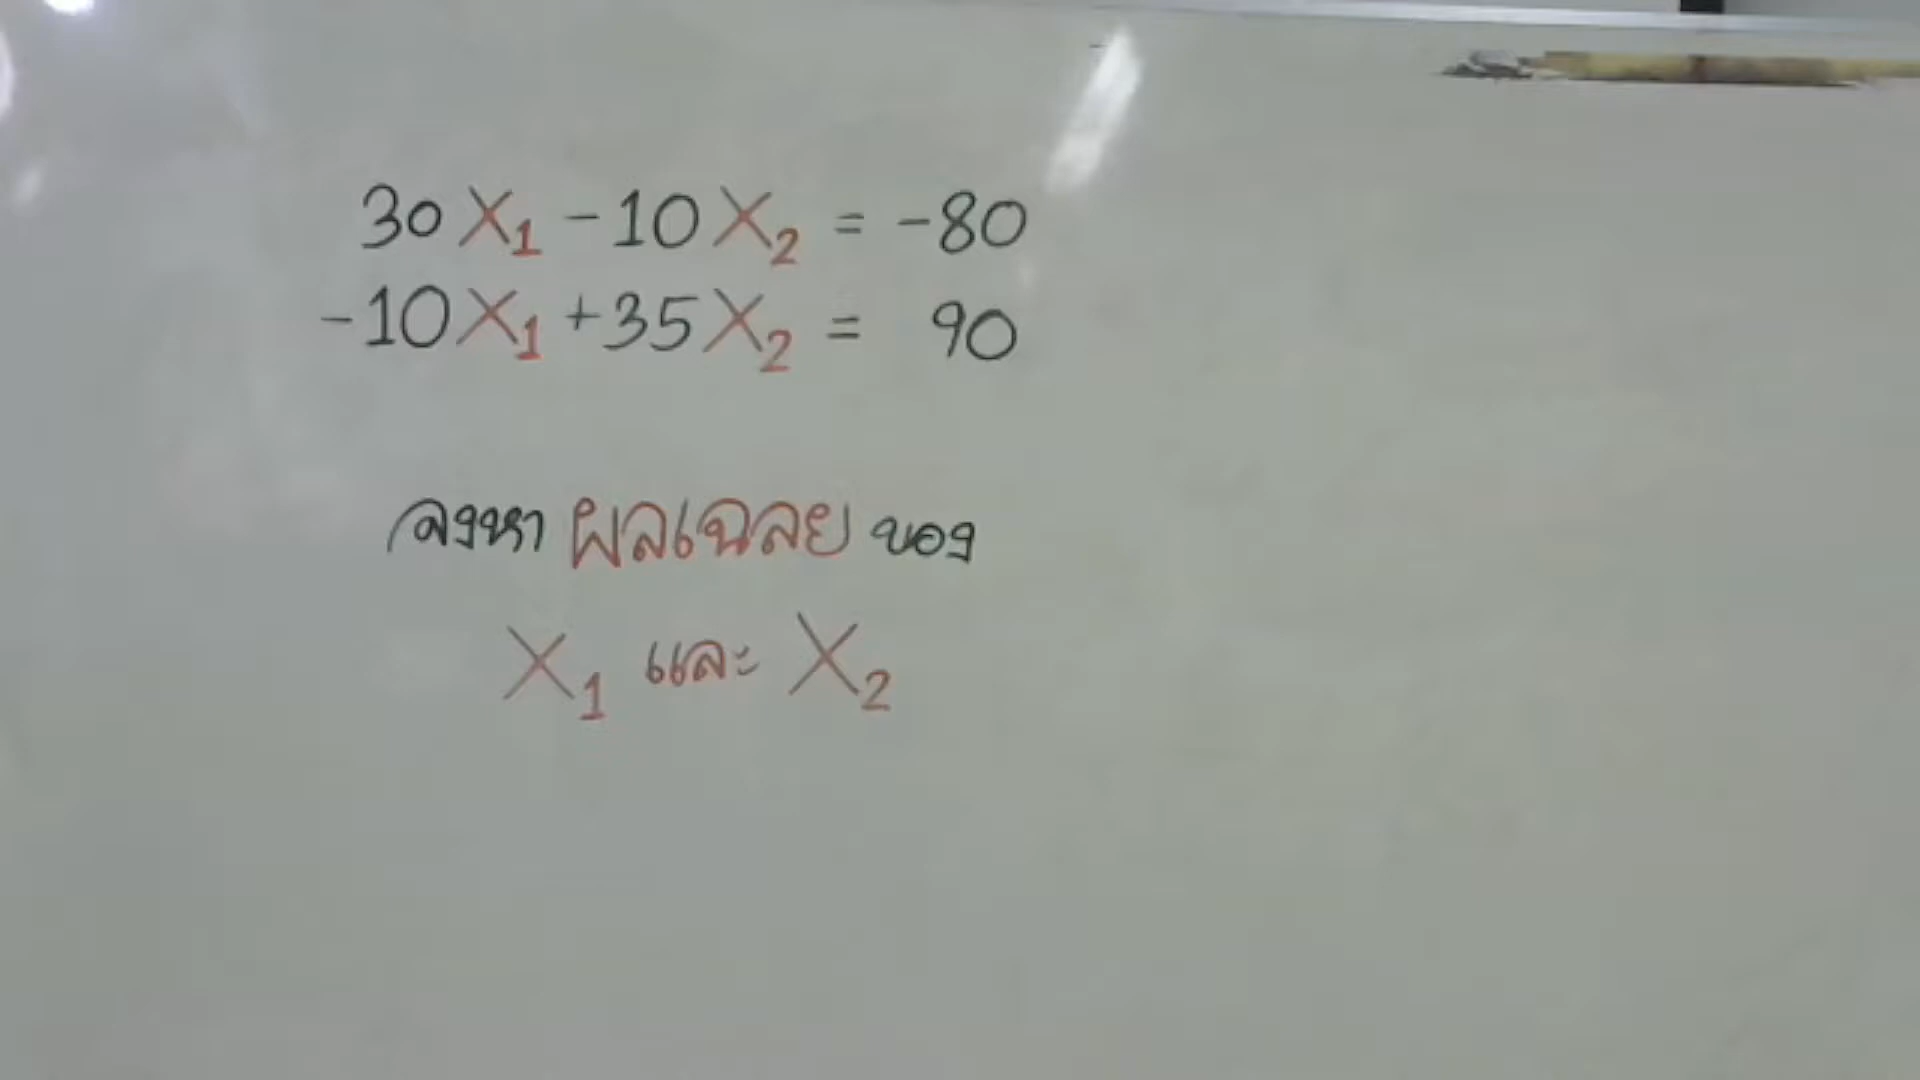 30X₁ - 10X₂ = -80
-10X₁ + 35X₂ = 90
จงหา ผลเฉลย ของ
X₁ และ X₂